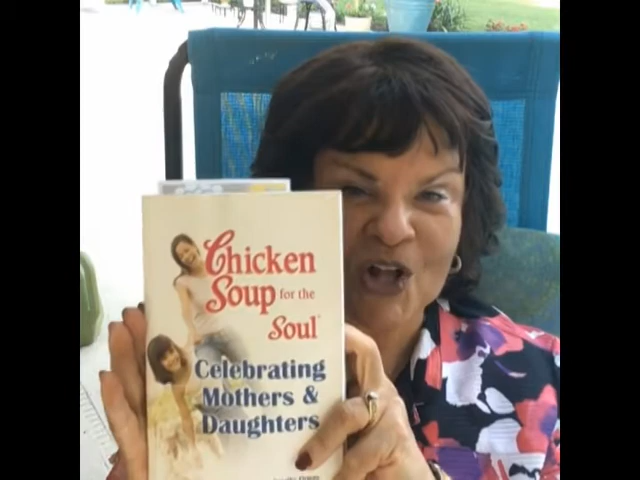 Chicken
Soup for the
Soul
Celebrating
Mothers &
Daughters